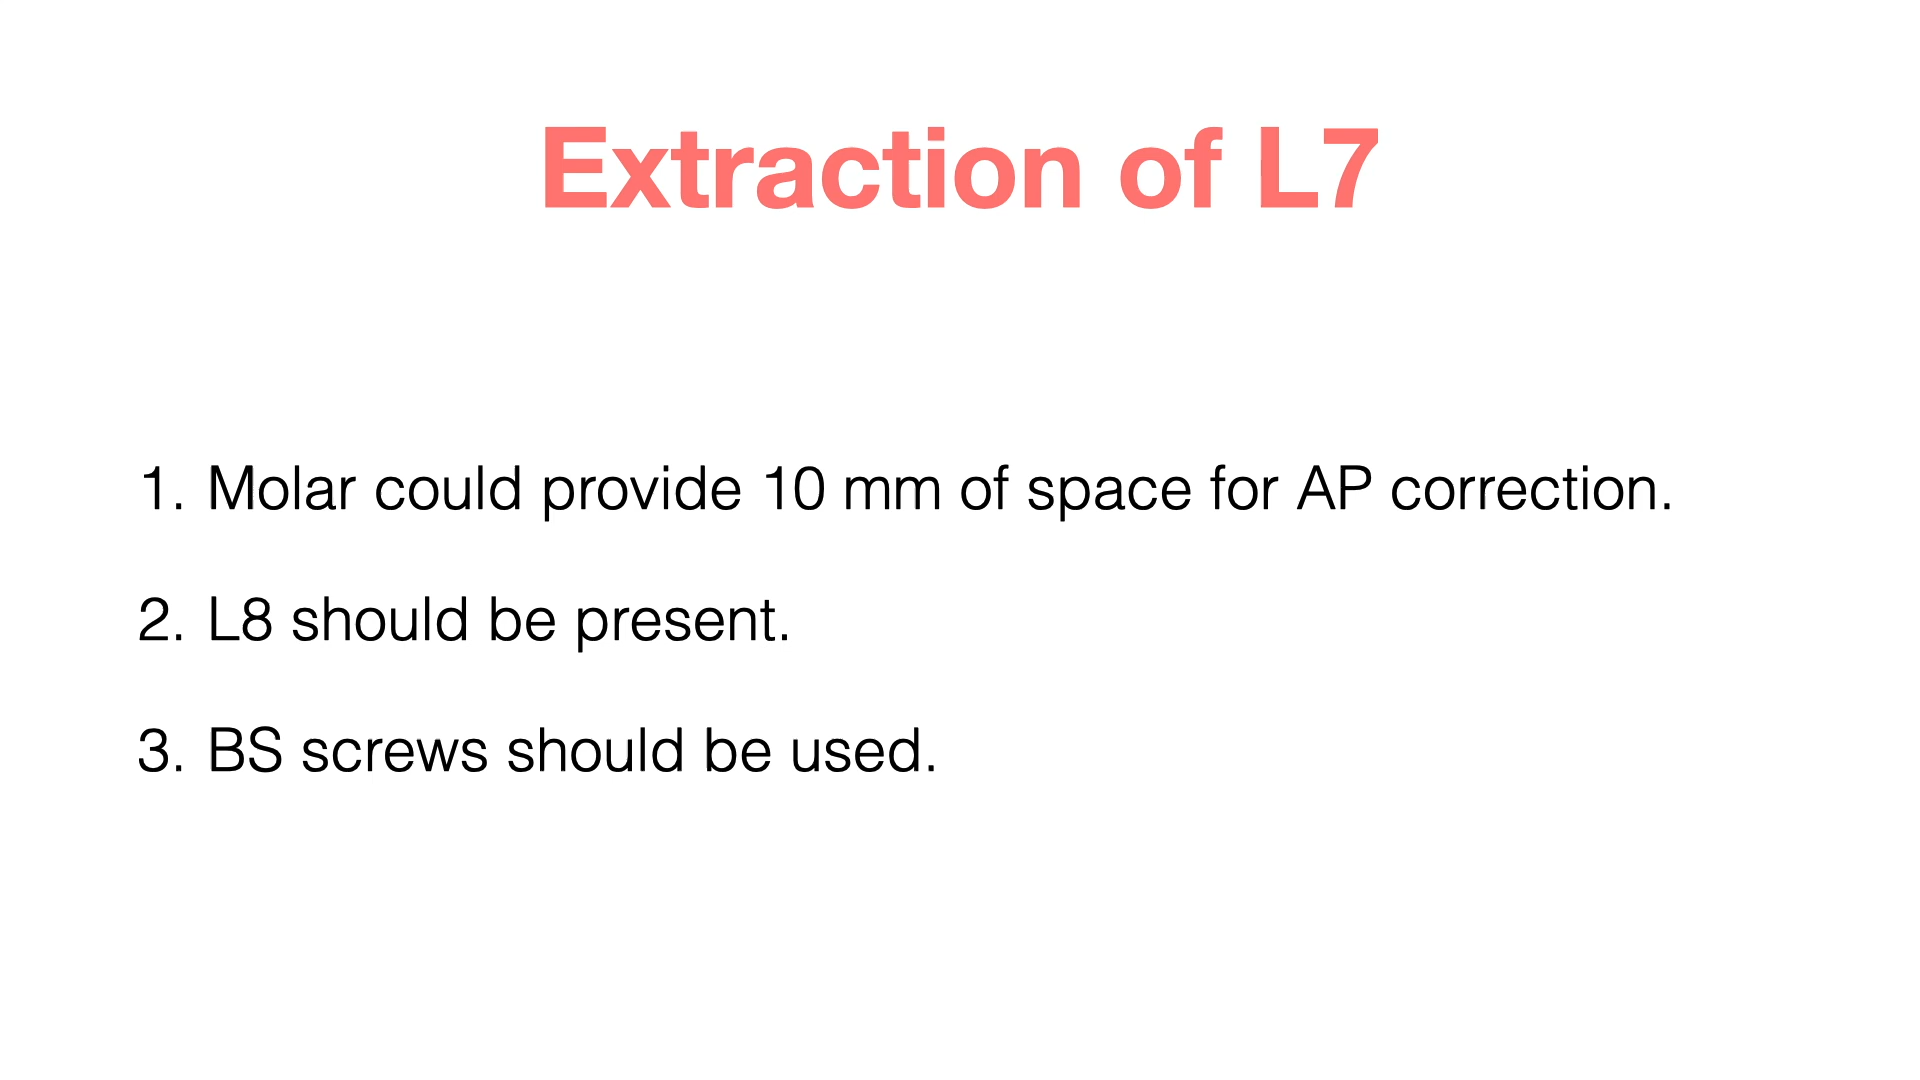 Extraction of L7
1. Molar could provide 10 mm of space for AP correction.
2. L8 should be present.
3. BS screws should be used.